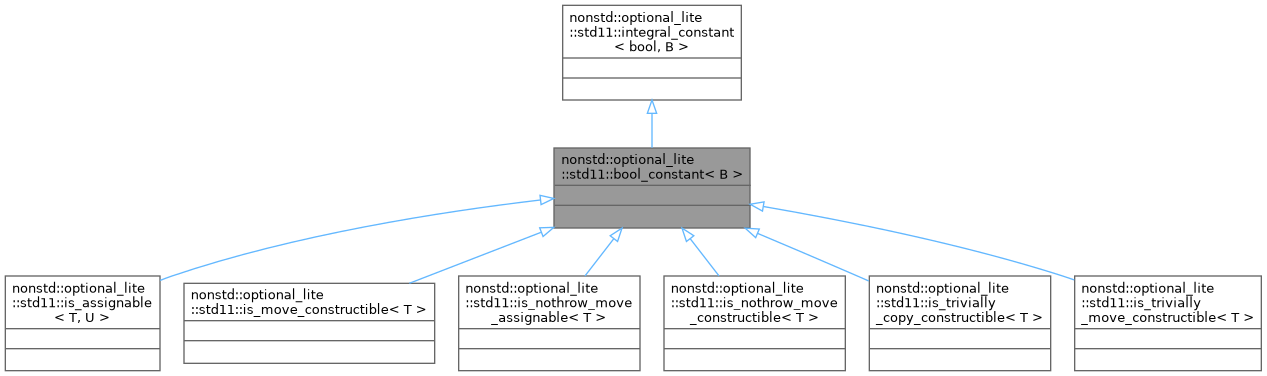 nonstd::optional_lite
::std11::integral_constant
< bool, B >
nonstd::optional_lite
::std11::bool_constant< B >
nonstd::optional_lite
::std11::is_assignable
< T, U >
nonstd::optional_lite
::std11::is_move_constructible< T >
nonstd::optional_lite
::std11::is_nothrow_move
_assignable< T >
nonstd::optional_lite
::std11::is_nothrow_move
_constructible< T >
nonstd::optional_lite
::std11::is_trivially
_copy_constructible< T >
nonstd::optional_lite
::std11::is_trivially
_move_constructible< T >